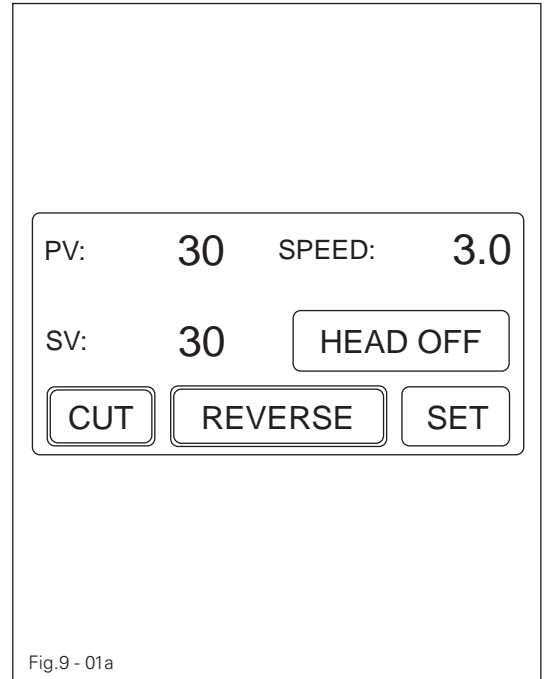 PV: 30 SPEED: 3.0
SV: 30 HEAD OFF
CUT REVERSE SET
Fig.9 - 01a